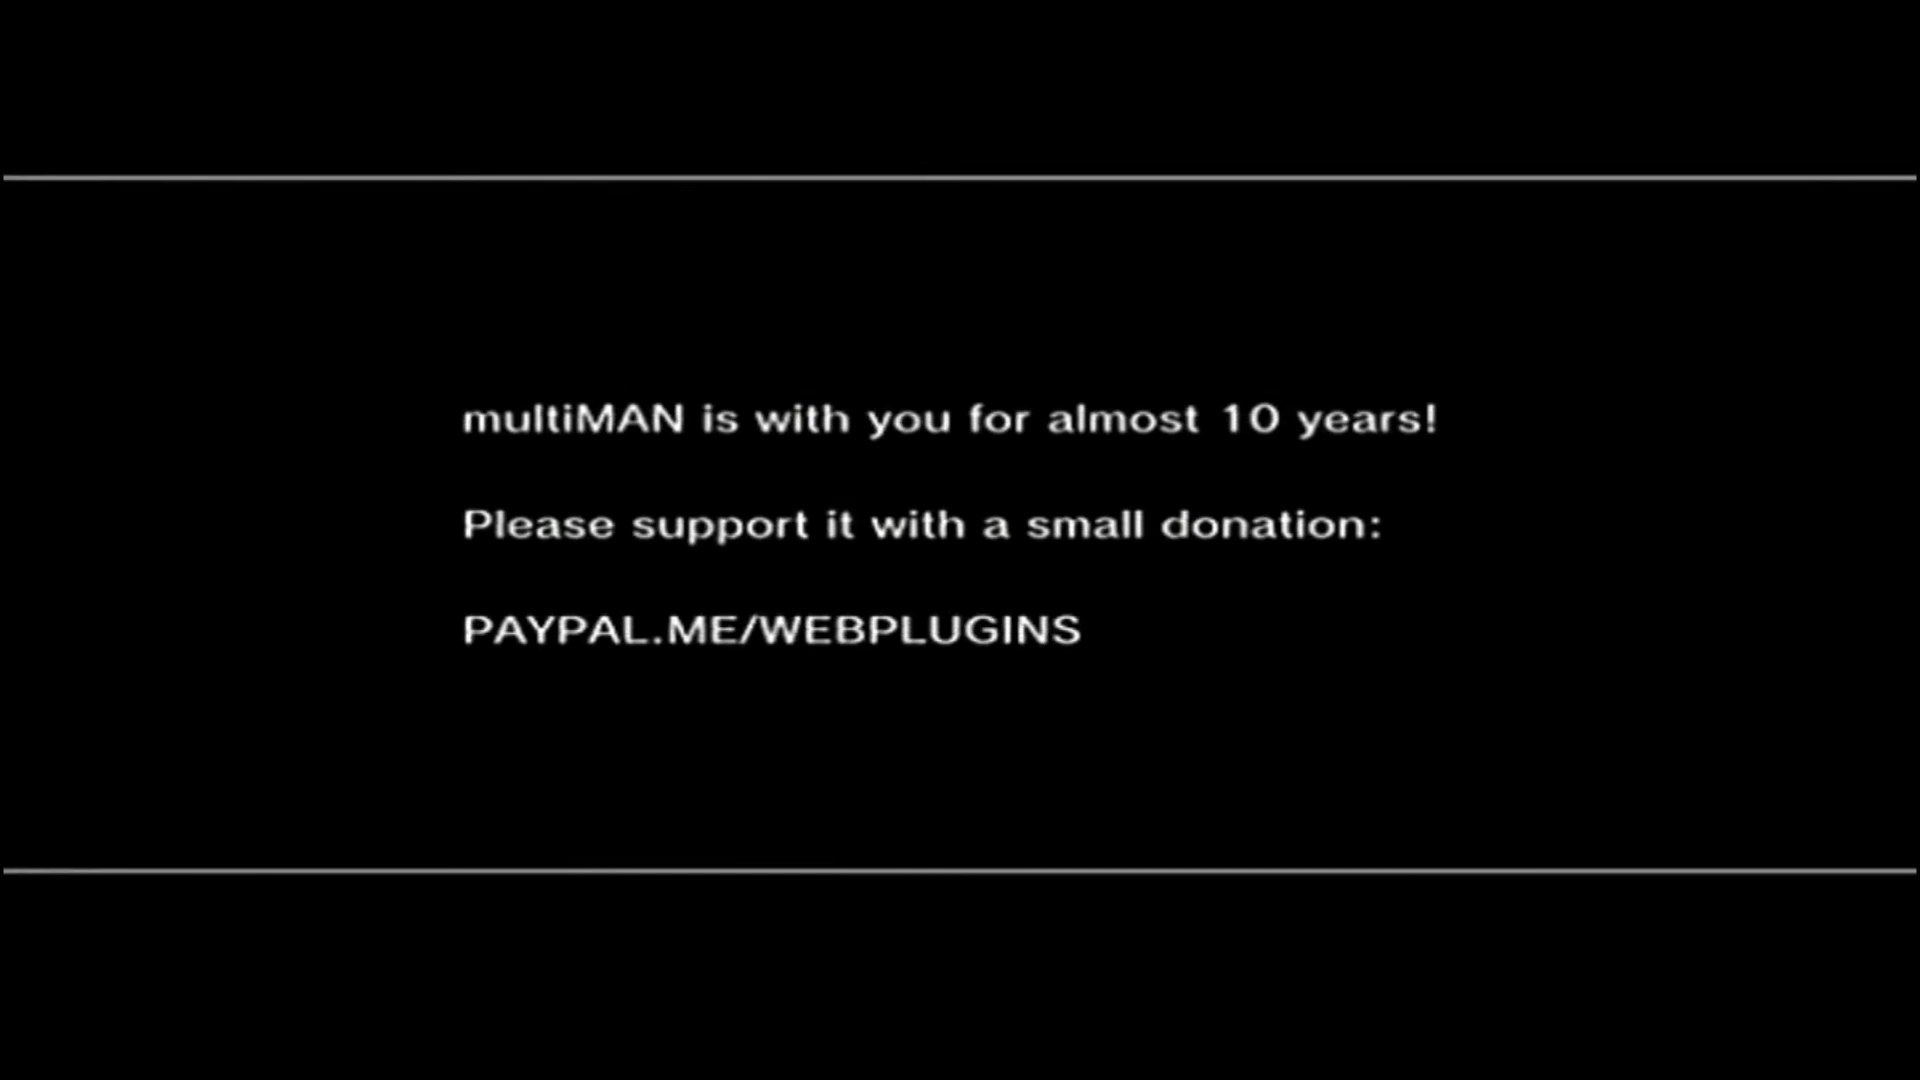 multiMAN is with you for almost 10 years!
Please support it with a small donation:
PAYPAL.ME/WEBPLUGINS